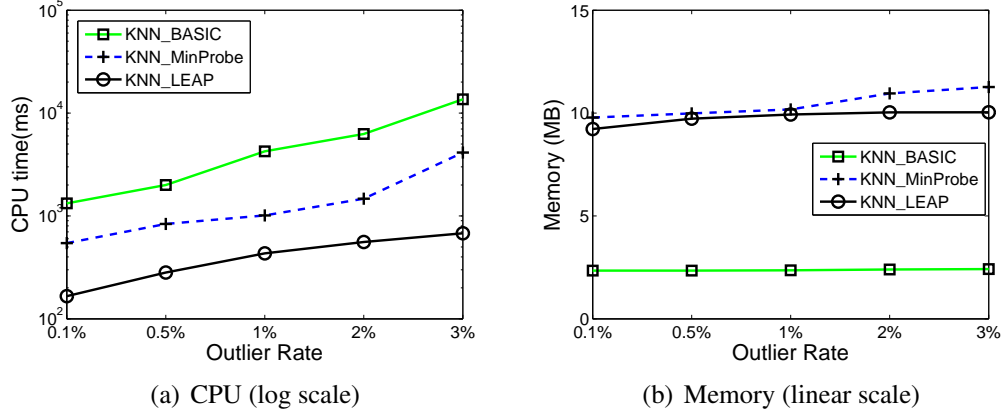 10^5
10^4
10^3
10^2
CPU time(ms)
KNN_BASIC
KNN_MinProbe
KNN_LEAP
0.1% 0.5% 1% 2% 3%
Outlier Rate
(a) CPU (log scale)
15
10
5
0
Memory (MB)
KNN_BASIC
KNN_MinProbe
KNN_LEAP
0.1% 0.5% 1% 2% 3%
Outlier Rate
(b) Memory (linear scale)